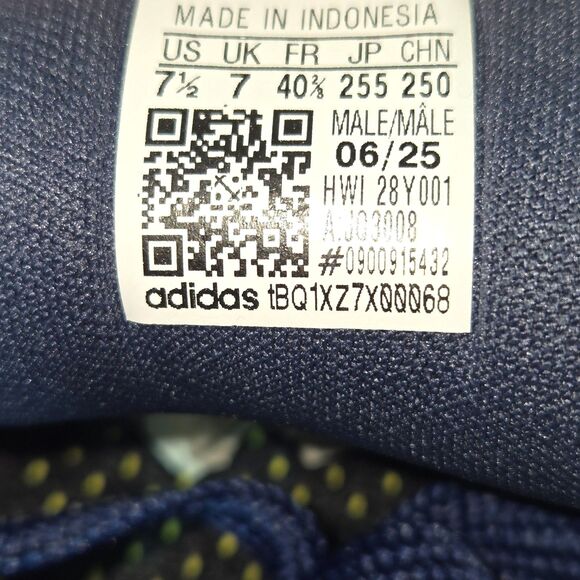 MADE IN INDONESIA
US UK FR JP CHN
7½ 7 40⅔ 255 250
MALE/MÂLE
06/25
HWI 28Y001
#0900915432
adidas tBQ1XZ7X00068